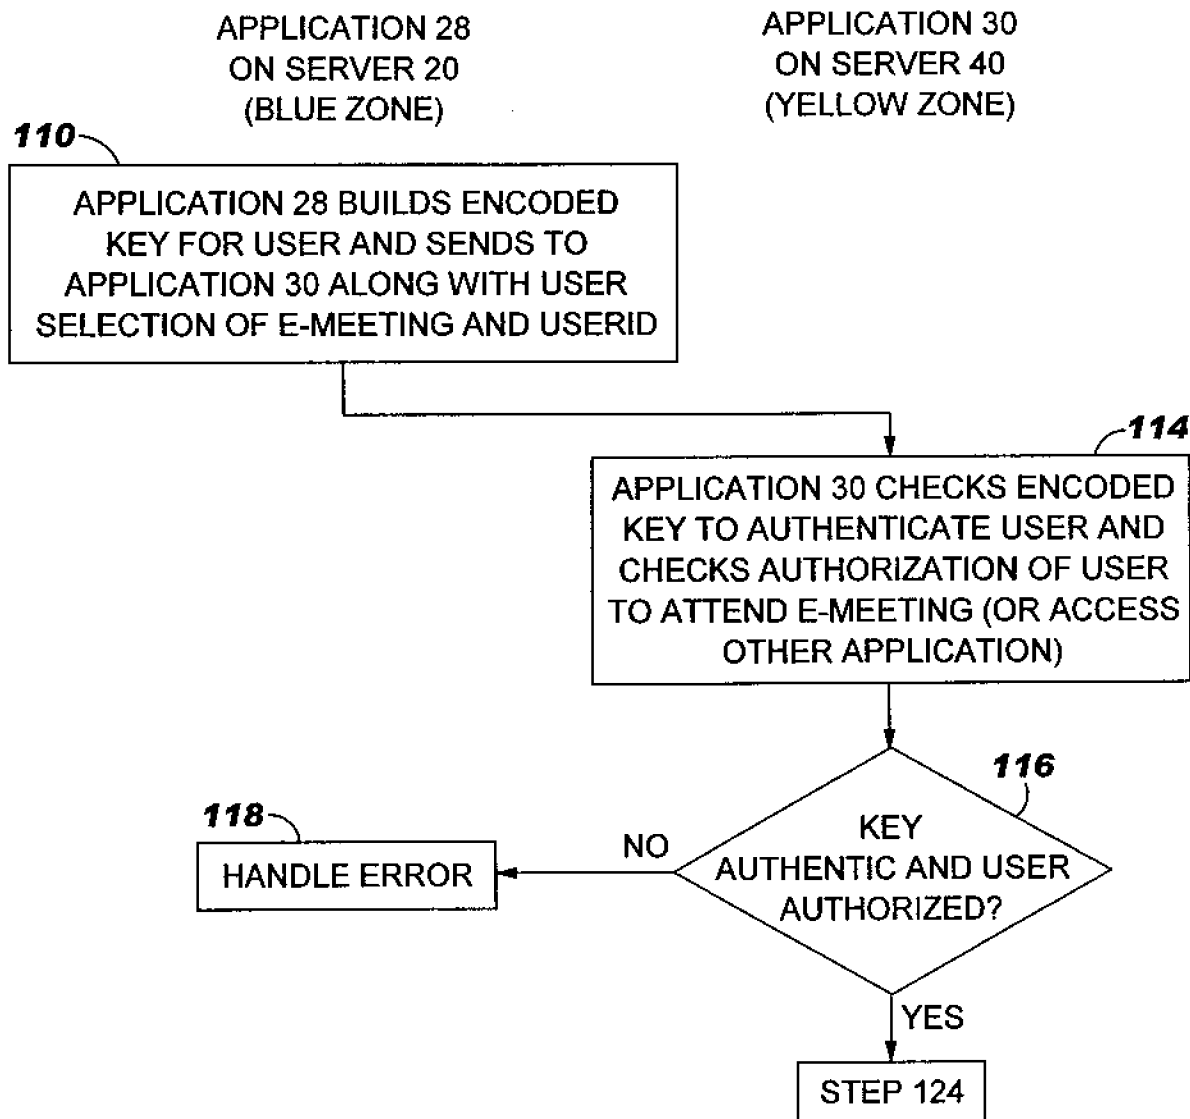 APPLICATION 28
ON SERVER 20
(BLUE ZONE)
APPLICATION 30
ON SERVER 40
(YELLOW ZONE)
110
APPLICATION 28 BUILDS ENCODED
KEY FOR USER AND SENDS TO
APPLICATION 30 ALONG WITH USER
SELECTION OF E-MEETING AND USERID
114
APPLICATION 30 CHECKS ENCODED
KEY TO AUTHENTICATE USER AND
CHECKS AUTHORIZATION OF USER
TO ATTEND E-MEETING (OR ACCESS
OTHER APPLICATION)
116
KEY
AUTHENTIC AND USER
AUTHORIZED?
NO
118
HANDLE ERROR
YES
STEP 124